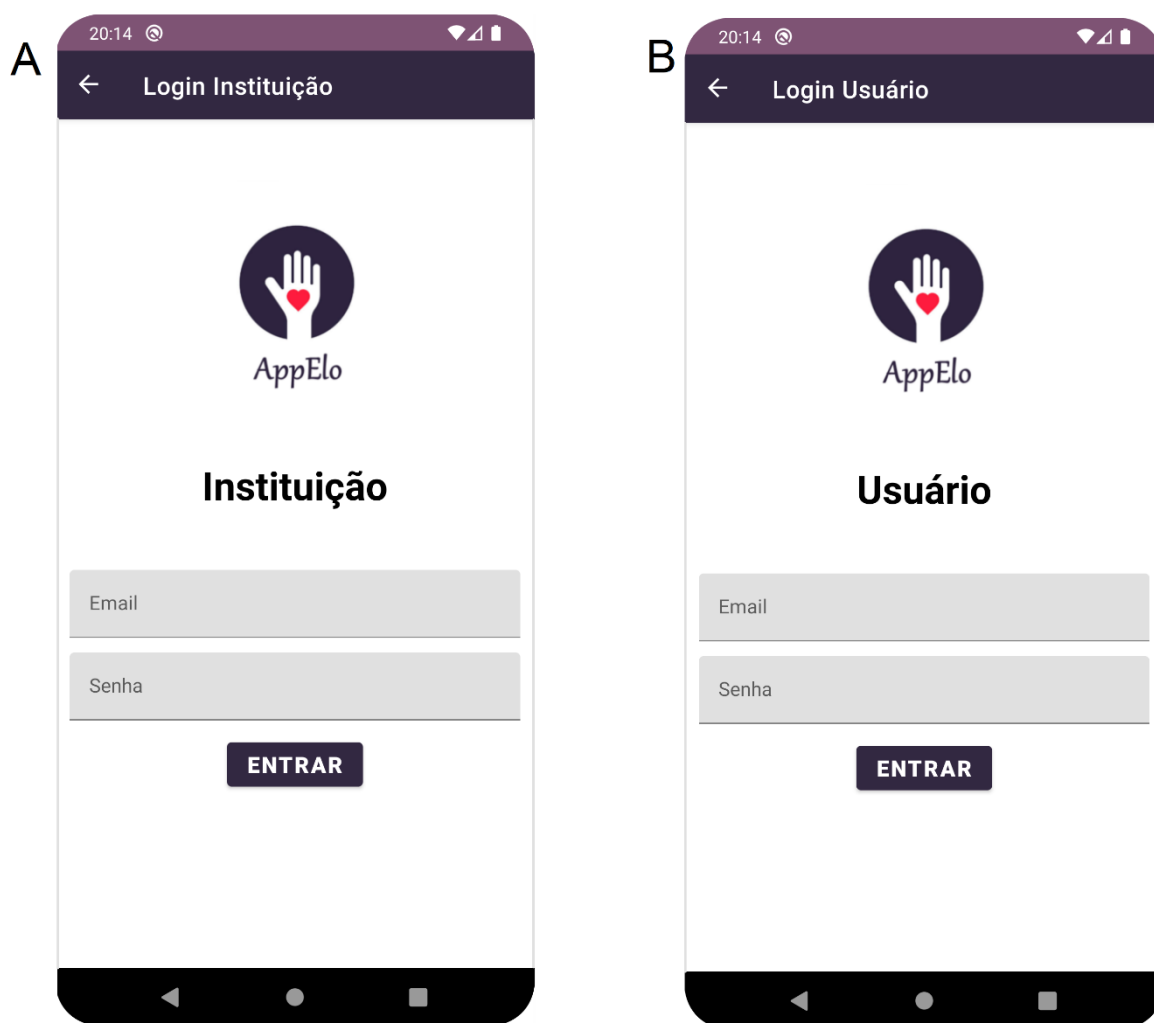 A
20:14
Login Instituição
AppElo
Instituição
Email
Senha
ENTRAR
B
20:14
Login Usuário
AppElo
Usuário
Email
Senha
ENTRAR